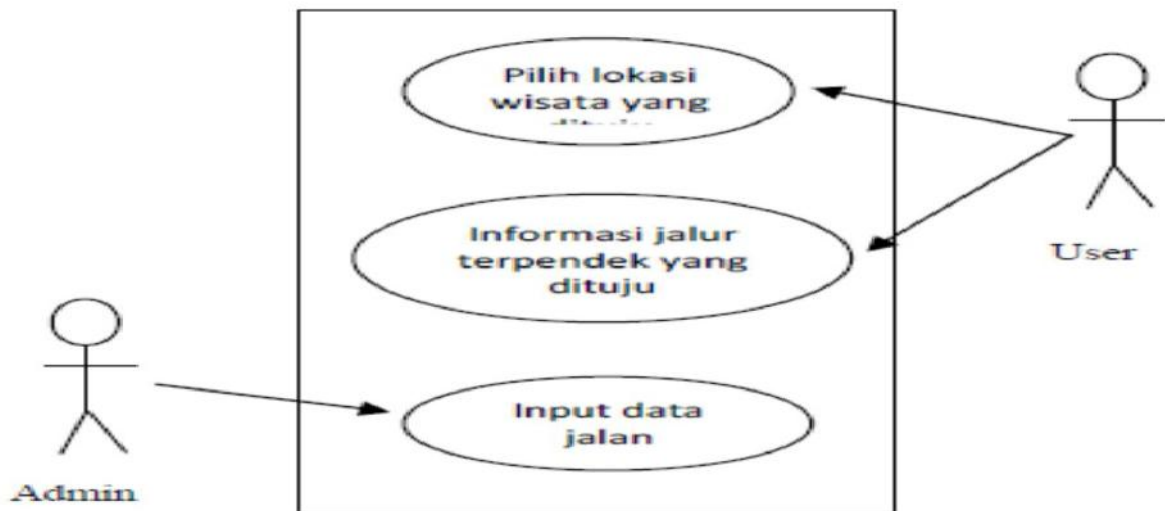 Pilih lokasi
wisata yang
Informasi jalur
terpendek yang
dituju
User
Input data
jalan
Admin